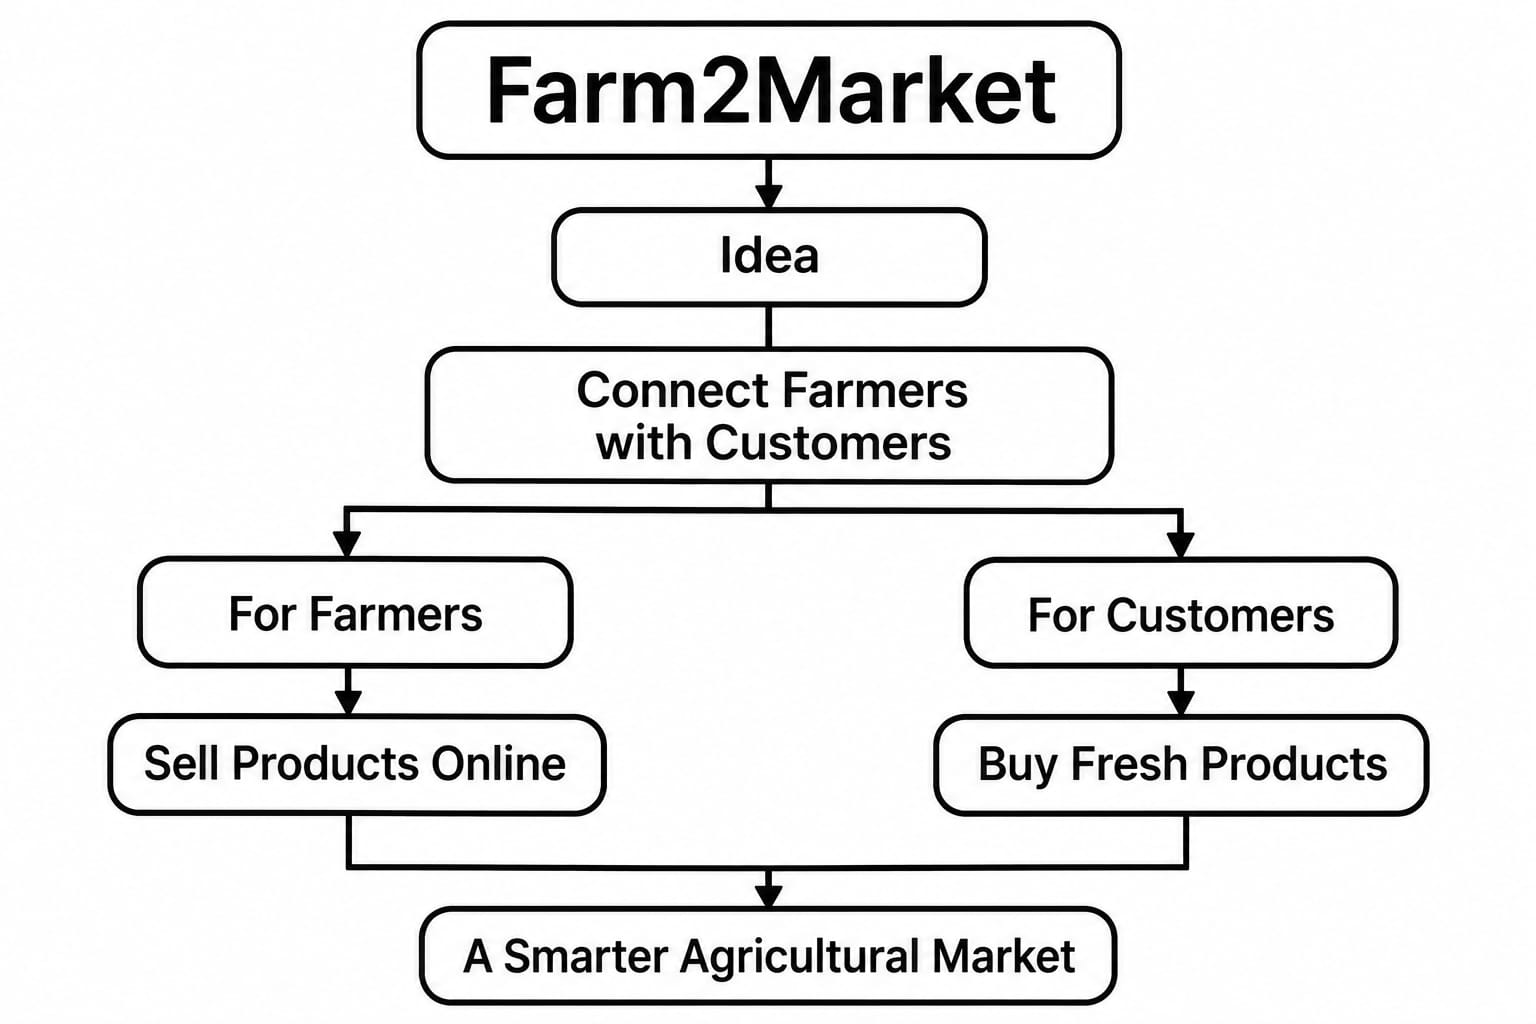 Farm2Market
Idea
Connect Farmers
with Customers
For Farmers
For Customers
Sell Products Online
Buy Fresh Products
A Smarter Agricultural Market